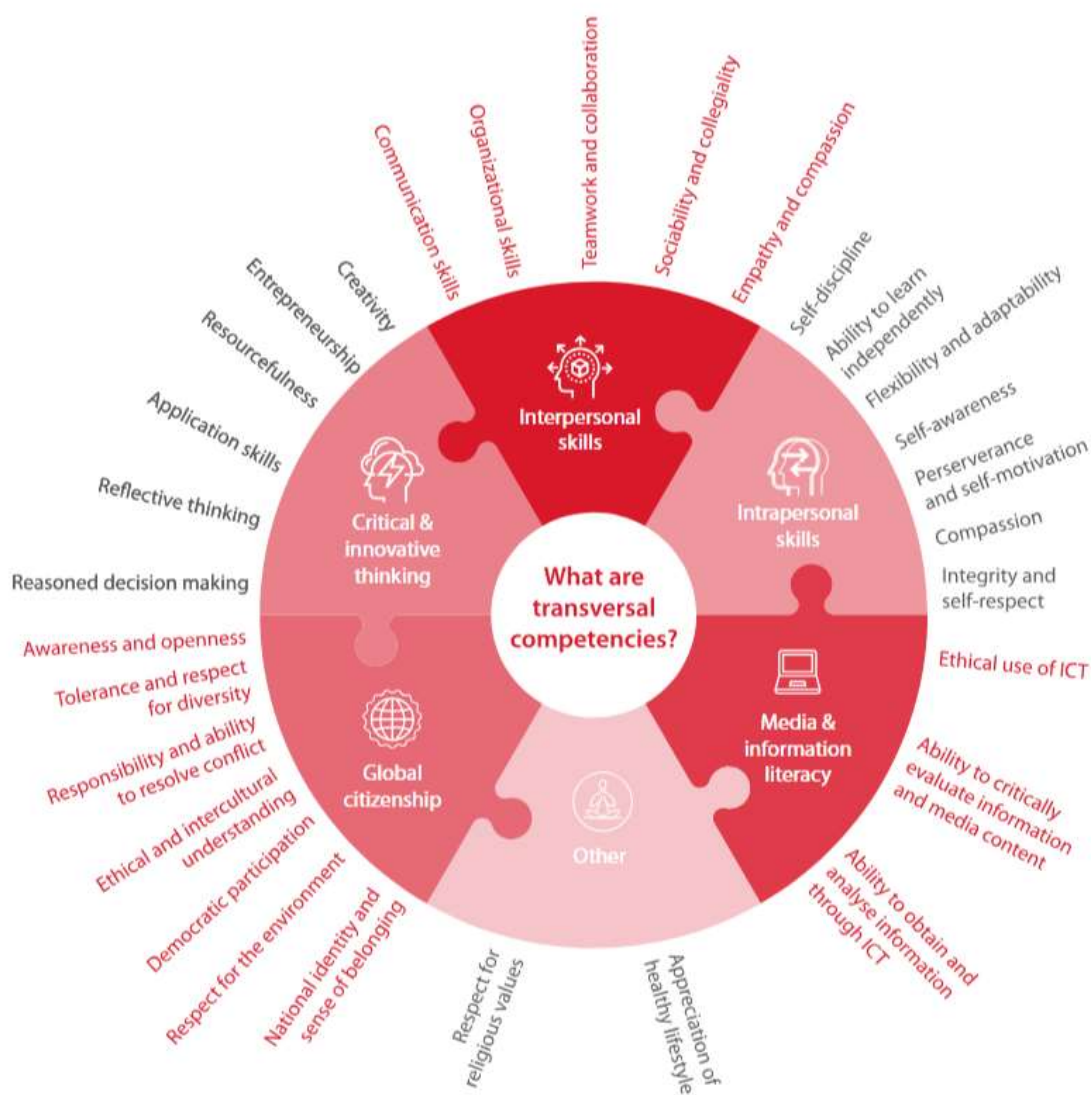 What are
transversal
competencies?
Interpersonal
skills
Communication skills
Organizational skills
Teamwork and collaboration
Sociability and collegiality
Empathy and compassion
Intrapersonal
skills
Self-discipline
Ability to learn
independently
Flexibility and adaptability
Self-awareness
Perserverance
and self-motivation
Compassion
Integrity and
self-respect
Media &
information
literacy
Ethical use of ICT
Ability to critically
evaluate information
and media content
Ability to obtain and
analyse information
through ICT
Other
Appreciation of
healthy lifestyle
Respect for
religious values
Global
citizenship
National identity and
sense of belonging
Respect for the environment
Democratic participation
Ethical and intercultural
understanding
Responsibility and ability
to resolve conflict
Tolerance and respect
for diversity
Awareness and openness
Critical &
innovative
thinking
Reasoned decision making
Reflective thinking
Application skills
Resourcefulness
Entrepreneurship
Creativity